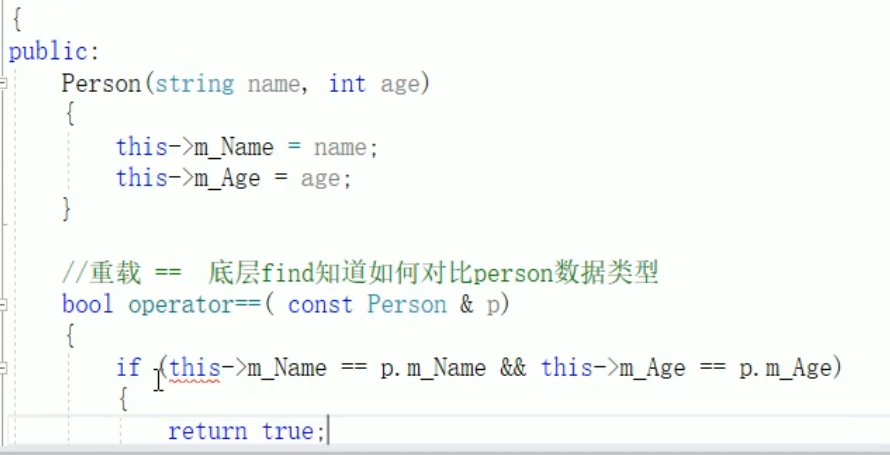 {
public:
Person(string name, int age)
{
this->m_Name = name;
this->m_Age = age;
}
//重载 == 底层find知道如何对比person数据类型
bool operator==( const Person & p)
{
if (this->m_Name == p.m_Name && this->m_Age == p.m_Age)
{
return true;